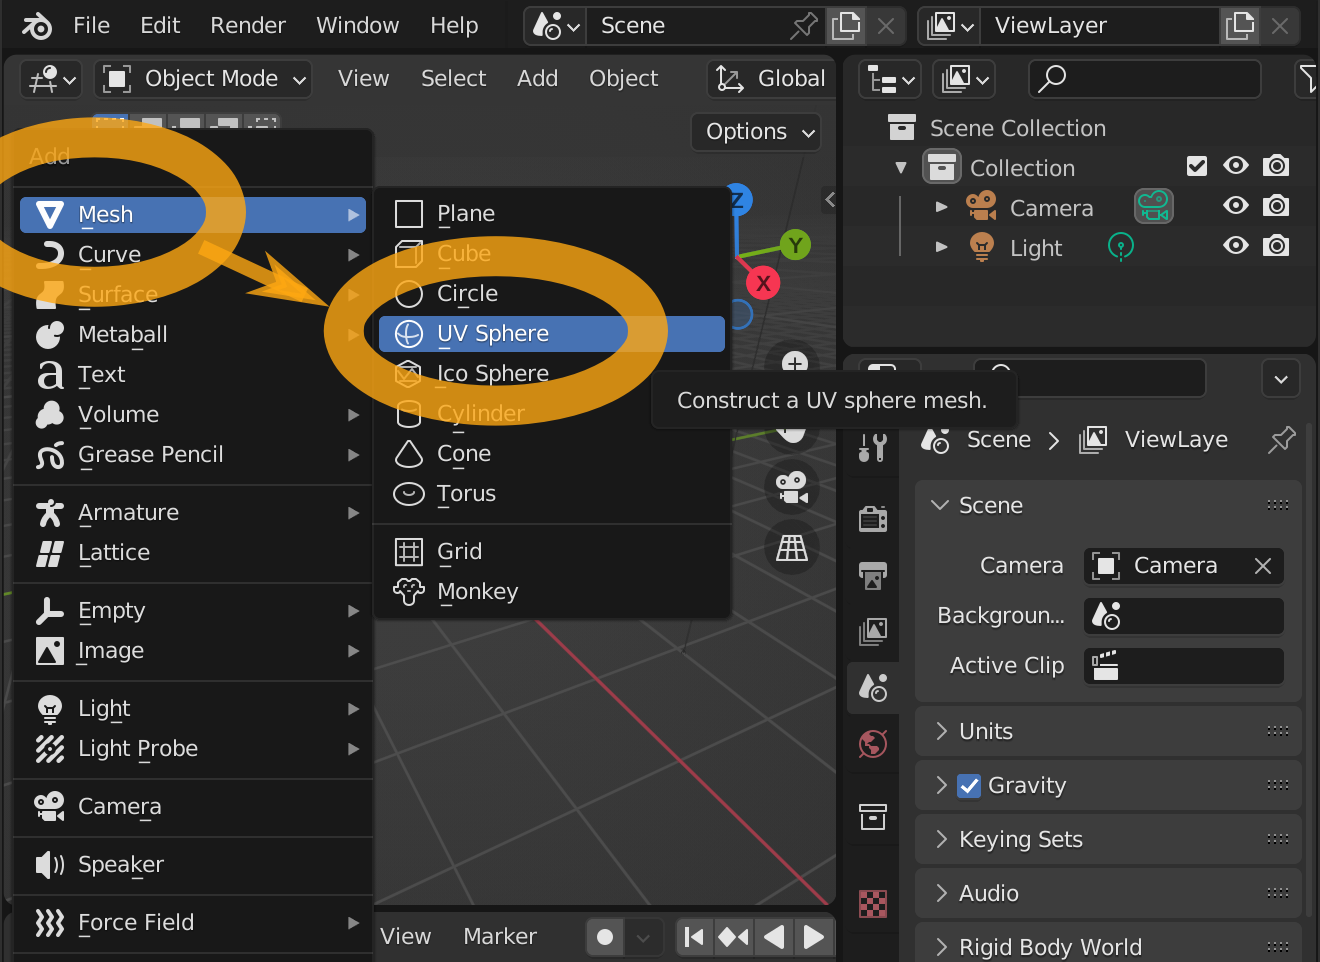 File Edit Render Window Help
Scene
ViewLayer
Object Mode View Select Add Object Global
Options
Add
Mesh
Curve
Surface
Metaball
Text
Volume
Grease Pencil
Armature
Lattice
Empty
Image
Light
Light Probe
Camera
Speaker
Force Field
Plane
Cube
Circle
UV Sphere
Ico Sphere
Cylinder
Cone
Torus
Grid
Monkey
Construct a UV sphere mesh.
Z
Y
X
View Marker
Scene Collection
Collection
Camera
Light
Scene > ViewLaye
Scene
Camera Camera
Backgroun...
Active Clip
Units
Gravity
Keying Sets
Audio
Rigid Body World